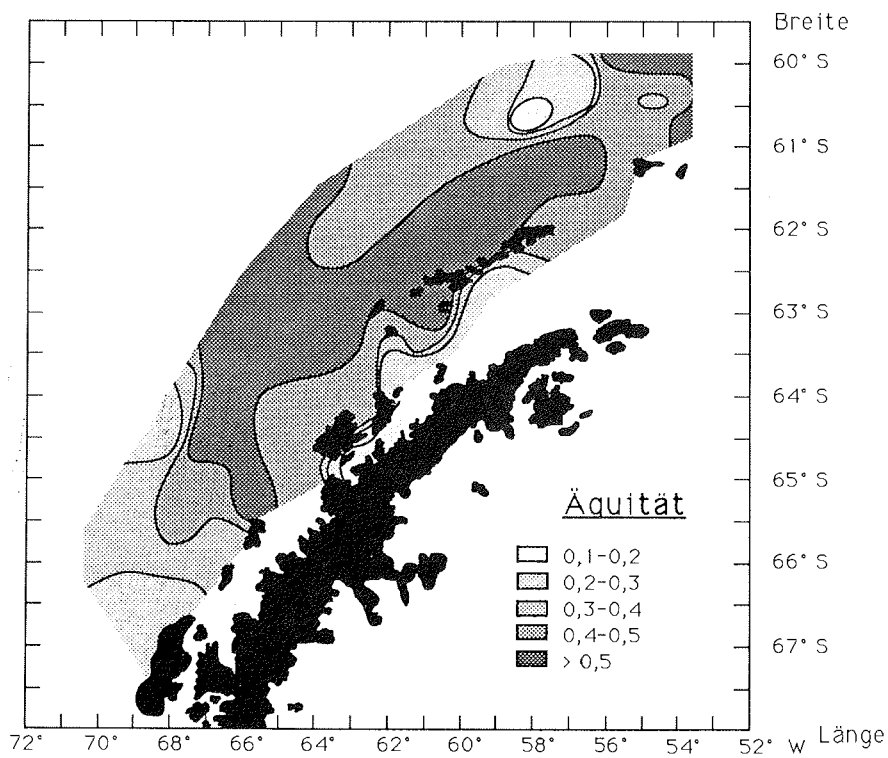 Breite
60° S
61° S
62° S
63° S
64° S
65° S
66° S
67° S
Äquität
0,1-0,2
0,2-0,3
0,3-0,4
0,4-0,5
> 0,5
72° 70° 68° 66° 64° 62° 60° 58° 56° 54° 52° W Länge